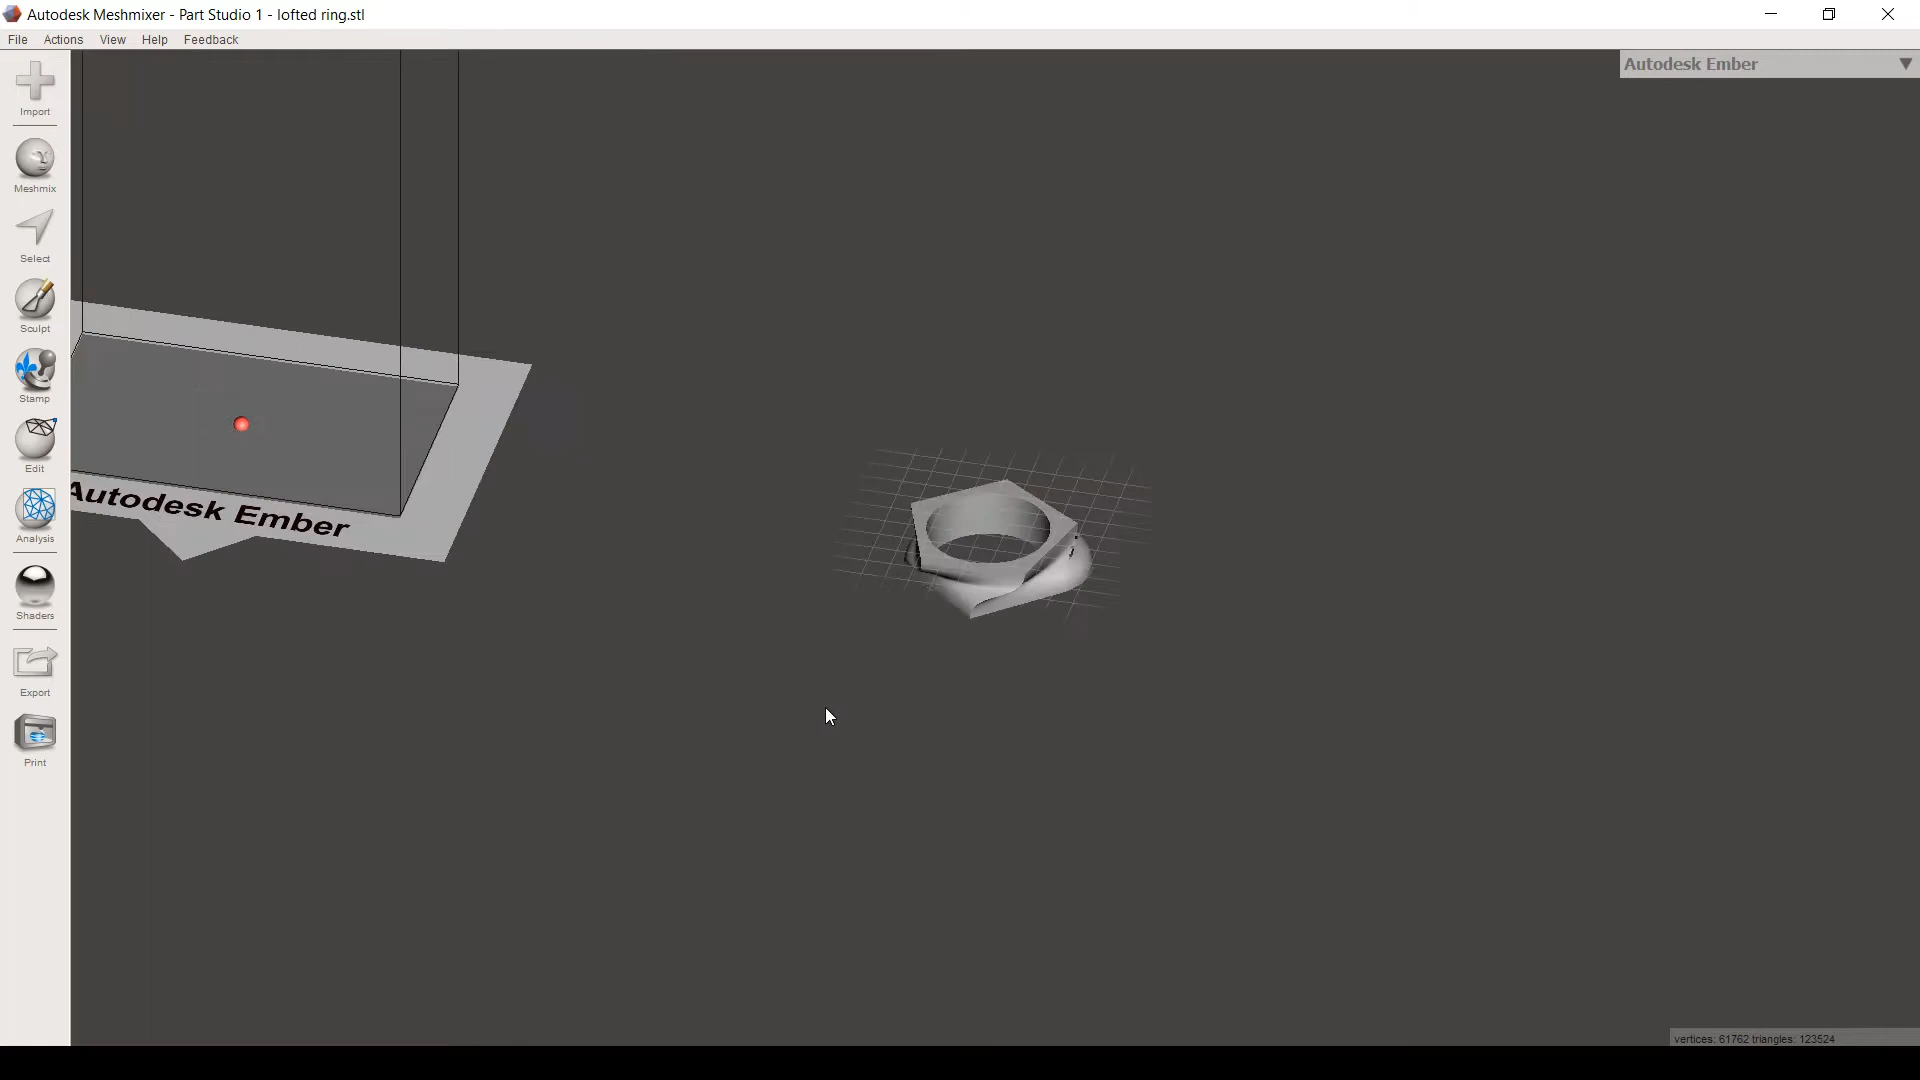 Autodesk Meshmixer - Part Studio 1 - lofted ring.stl
File Actions View Help Feedback
Autodesk Ember
Import
Meshmix
Select
Sculpt
Stamp
Edit
Autodesk Ember
Analysis
Shaders
Export
Print
vertices: 61762 triangles: 123524